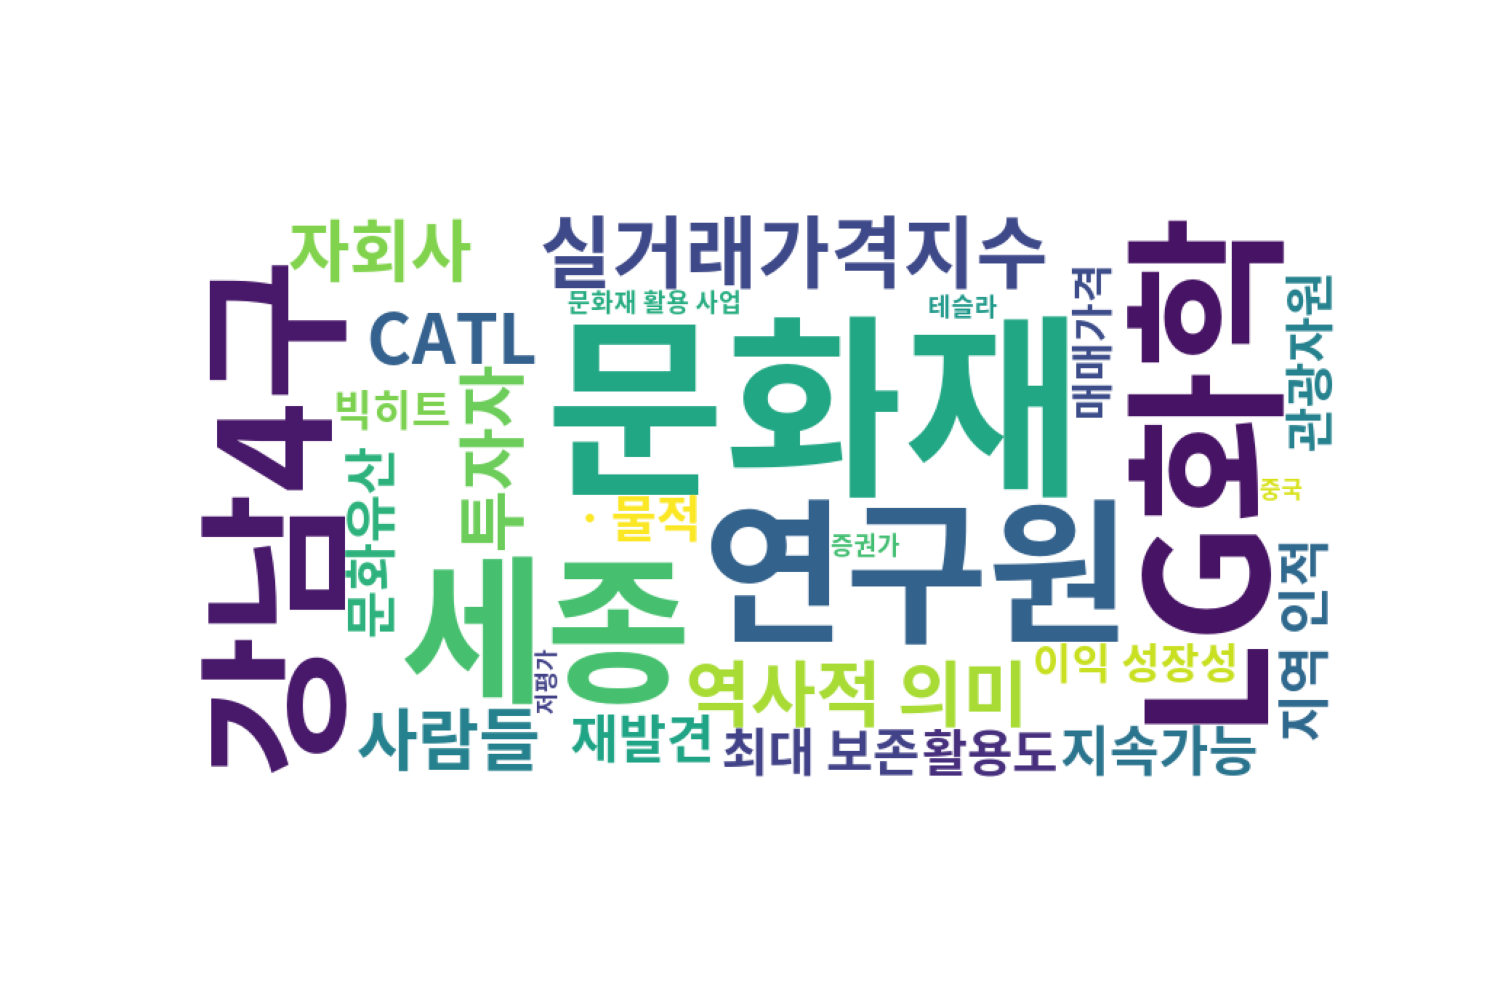 자회사
실거래가격지수
문화재 활용 사업
테슬라
CATL
강남4구
빅히트
투자자
문화재
매매가격
LG화학
관광자원
문화유산
· 물적
연구원
증권가
중국
세종
저평가
역사적 의미
이익 성장성
지역 인적
사람들
재발견
최대 보존
활용도
지속가능